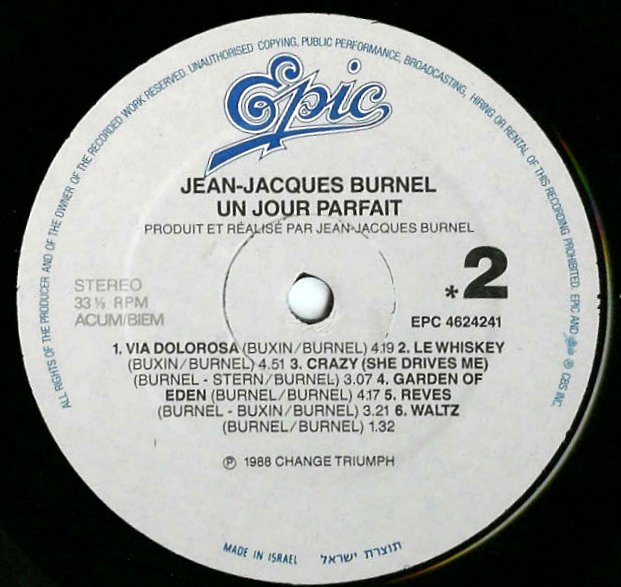 ALL RIGHTS OF THE PRODUCER AND OF THE OWNER OF THE RECORDED WORK RESERVED. UNAUTHORISED COPYING, PUBLIC PERFORMANCE, BROADCASTING, HIRING OR RENTAL OF THIS RECORDING PROHIBITED. EPIC AND ® CBS INC.
Epic
JEAN-JACQUES BURNEL
UN JOUR PARFAIT
PRODUIT ET RÉALISÉ PAR JEAN-JACQUES BURNEL
*2
STEREO
33⅓ RPM
ACUM/BIEM
EPC 4624241
1. VIA DOLOROSA (BUXIN/BURNEL) 4.19 2. LE WHISKEY
(BUXIN/BURNEL) 4.51 3. CRAZY (SHE DRIVES ME)
(BURNEL - STERN/BURNEL) 3.07 4. GARDEN OF
EDEN (BURNEL/BURNEL) 4.17 5. REVES
(BURNEL - BUXIN/BURNEL) 3.21 6. WALTZ
(BURNEL/BURNEL) 1.32
℗ 1988 CHANGE TRIUMPH
MADE IN ISRAEL תוצרת ישראל